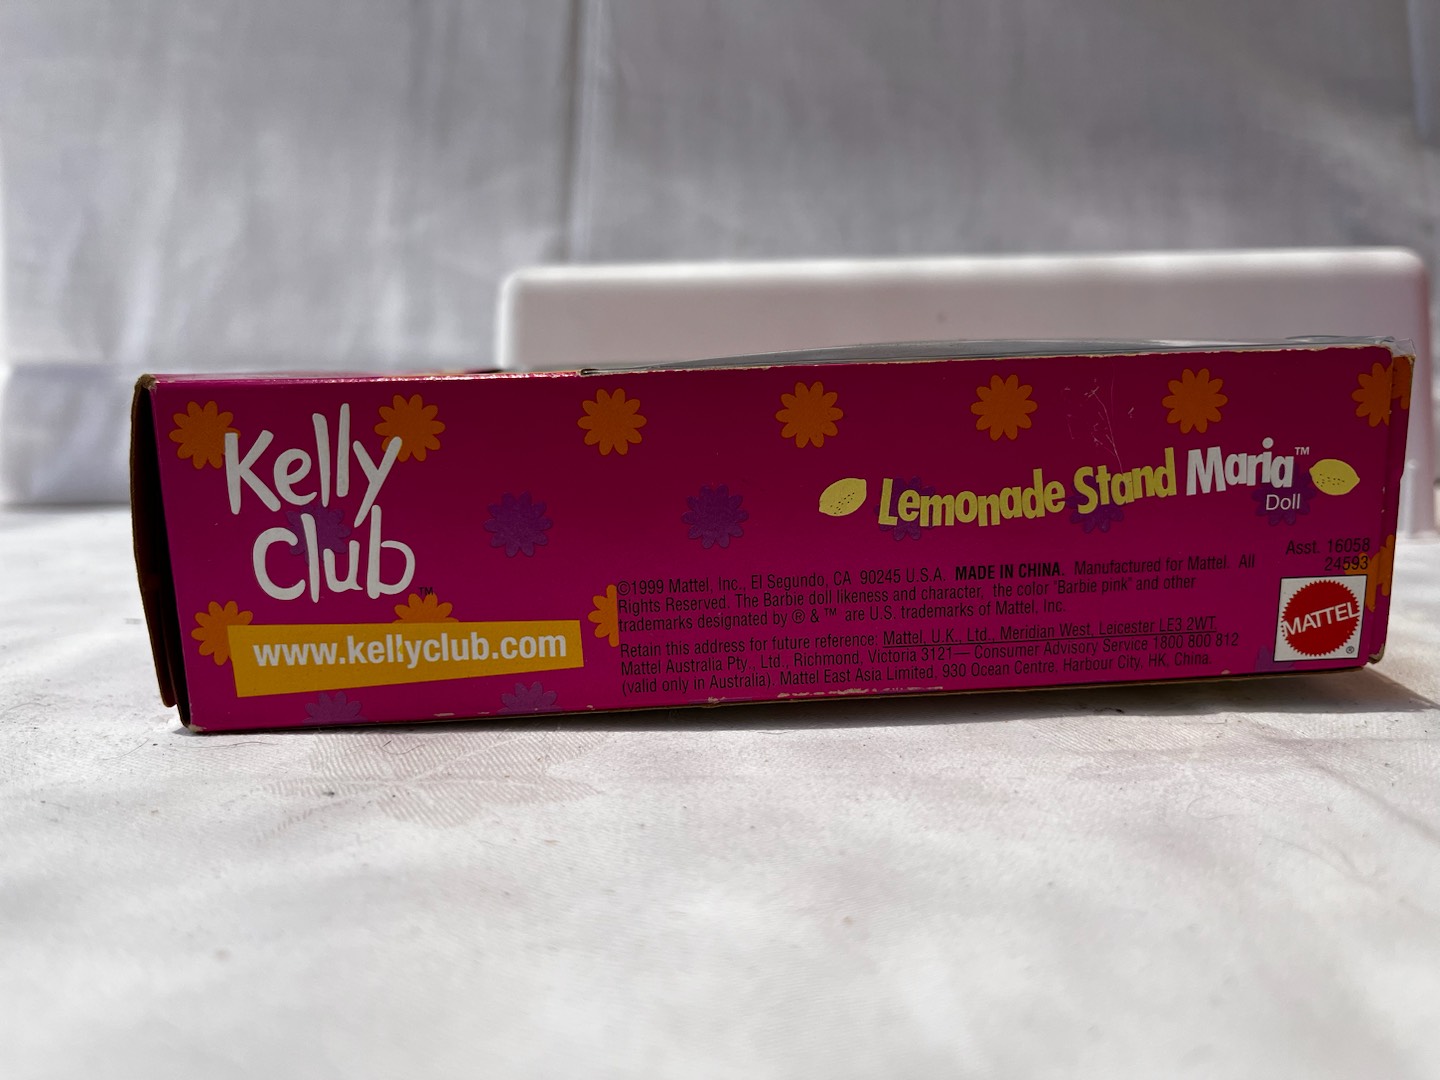 Kelly
Club™
www.kellyclub.com
Lemonade Stand Maria™
Doll
Asst. 16058
24593
©1999 Mattel, Inc., El Segundo, CA 90245 U.S.A. MADE IN CHINA. Manufactured for Mattel. All
Rights Reserved. The Barbie doll likeness and character, the color "Barbie pink" and other
trademarks designated by ® & ™ are U.S. trademarks of Mattel, Inc.
Retain this address for future reference: Mattel, U.K., Ltd., Meridian West, Leicester LE3 2WT.
Mattel Australia Pty., Ltd., Richmond, Victoria 3121— Consumer Advisory Service 1800 800 812
(valid only in Australia). Mattel East Asia Limited, 930 Ocean Centre, Harbour City, HK, China.
MATTEL
®